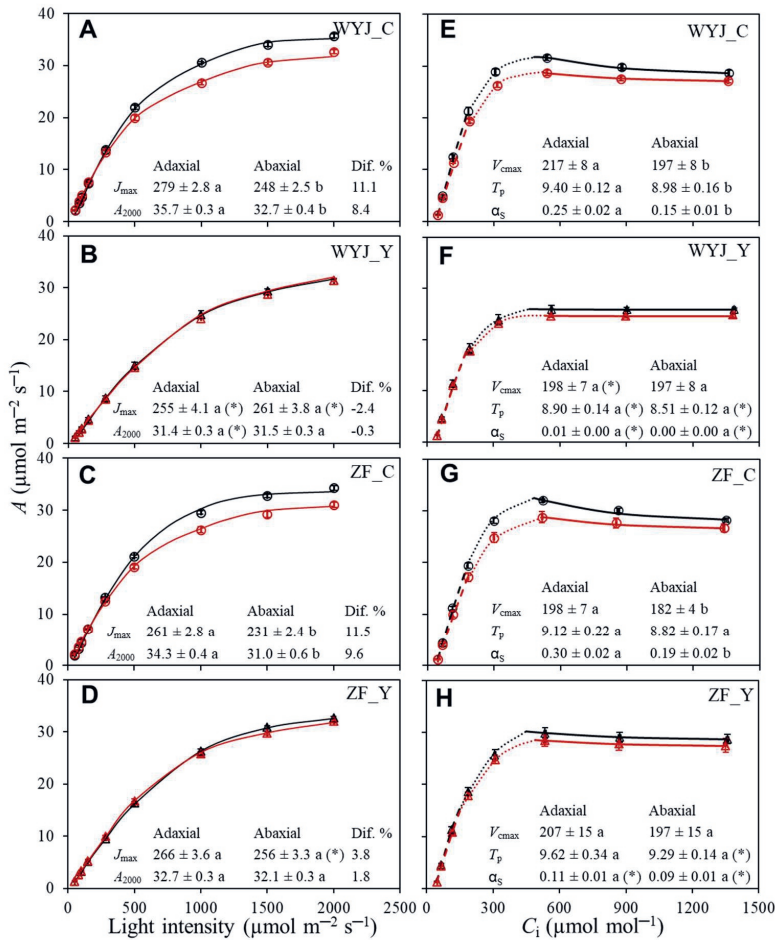 A
WYJ_C
40
30
20
10
0
Adaxial Abaxial Dif. %
Jmax 279 ± 2.8 a 248 ± 2.5 b 11.1
A2000 35.7 ± 0.3 a 32.7 ± 0.4 b 8.4
B
WYJ_Y
40
30
20
10
0
Adaxial Abaxial Dif. %
Jmax 255 ± 4.1 a (*) 261 ± 3.8 a (*) -2.4
A2000 31.4 ± 0.3 a (*) 31.5 ± 0.3 a -0.3
C
ZF_C
40
30
20
10
0
Adaxial Abaxial Dif. %
Jmax 261 ± 2.8 a 231 ± 2.4 b 11.5
A2000 34.3 ± 0.4 a 31.0 ± 0.6 b 9.6
D
ZF_Y
40
30
20
10
0
Adaxial Abaxial Dif. %
Jmax 266 ± 3.6 a 256 ± 3.3 a (*) 3.8
A2000 32.7 ± 0.3 a 32.1 ± 0.3 a 1.8
0 500 1000 1500 2000 2500
Light intensity (µmol m−2 s−1)
A (µmol m−2 s−1)
E
WYJ_C
Adaxial Abaxial
Vcmax 217 ± 8 a 197 ± 8 b
Tp 9.40 ± 0.12 a 8.98 ± 0.16 b
αS 0.25 ± 0.02 a 0.15 ± 0.01 b
F
WYJ_Y
Adaxial Abaxial
Vcmax 198 ± 7 a (*) 197 ± 8 a
Tp 8.90 ± 0.14 a (*) 8.51 ± 0.12 a (*)
αS 0.01 ± 0.00 a (*) 0.00 ± 0.00 a (*)
G
ZF_C
Adaxial Abaxial
Vcmax 198 ± 7 a 182 ± 4 b
Tp 9.12 ± 0.22 a 8.82 ± 0.17 a
αS 0.30 ± 0.02 a 0.19 ± 0.02 b
H
ZF_Y
Adaxial Abaxial
Vcmax 207 ± 15 a 197 ± 15 a
Tp 9.62 ± 0.34 a 9.29 ± 0.14 a (*)
αS 0.11 ± 0.01 a (*) 0.09 ± 0.01 a (*)
0 300 600 900 1200 1500
Ci (µmol mol−1)